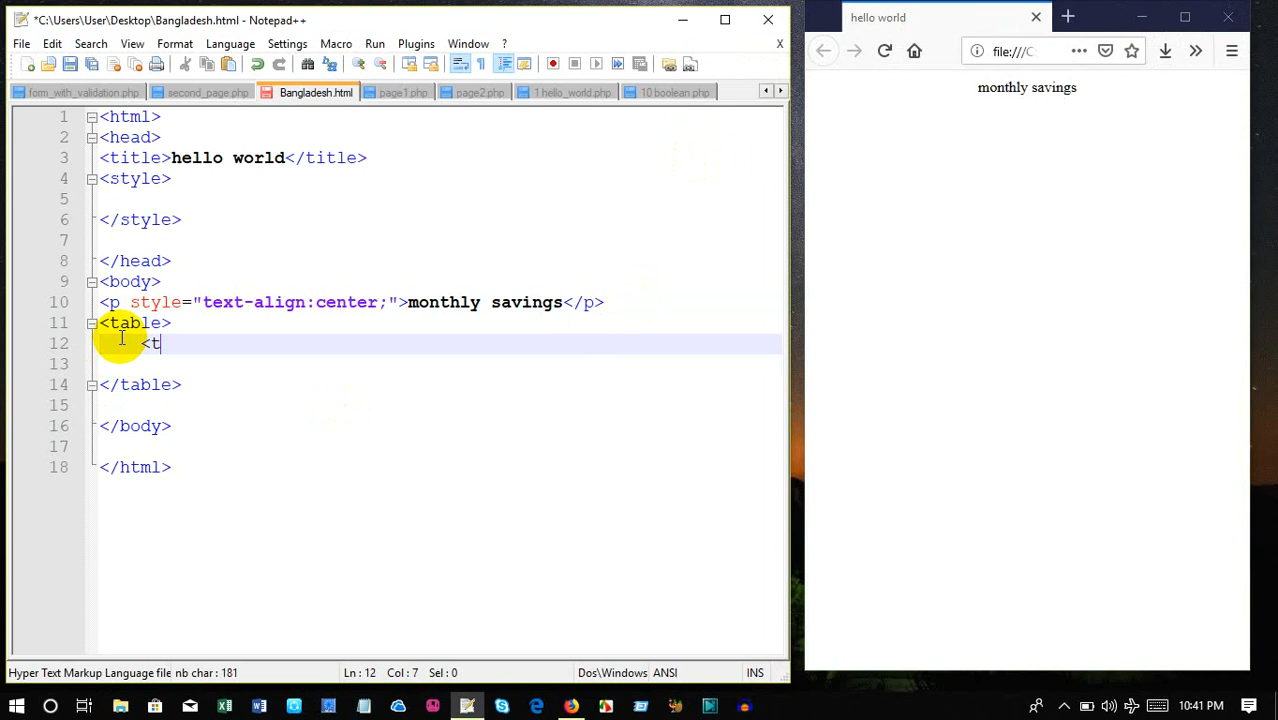 *C:\Users\User\Desktop\Bangladesh.html - Notepad++
File Edit Search View Format Encoding Language Settings Macro Run Plugins Window ? X
form_with_validation.php second_page.php Bangladesh.html page1.php page2.php 1 hello_world.php 10 boolean.php
1 <html>
2 <head>
3 <title>hello world</title>
4 <style>
5
6 </style>
7
8 </head>
9 <body>
10 <p style="text-align:center;">monthly savings</p>
11 <table>
12 <t
13
14 </table>
15
16 </body>
17
18 </html>
Hyper Text Markup Language file nb char : 181 Ln : 12 Col : 7 Sel : 0 Dos\Windows ANSI INS
hello world
file:///C
monthly savings
10:41 PM